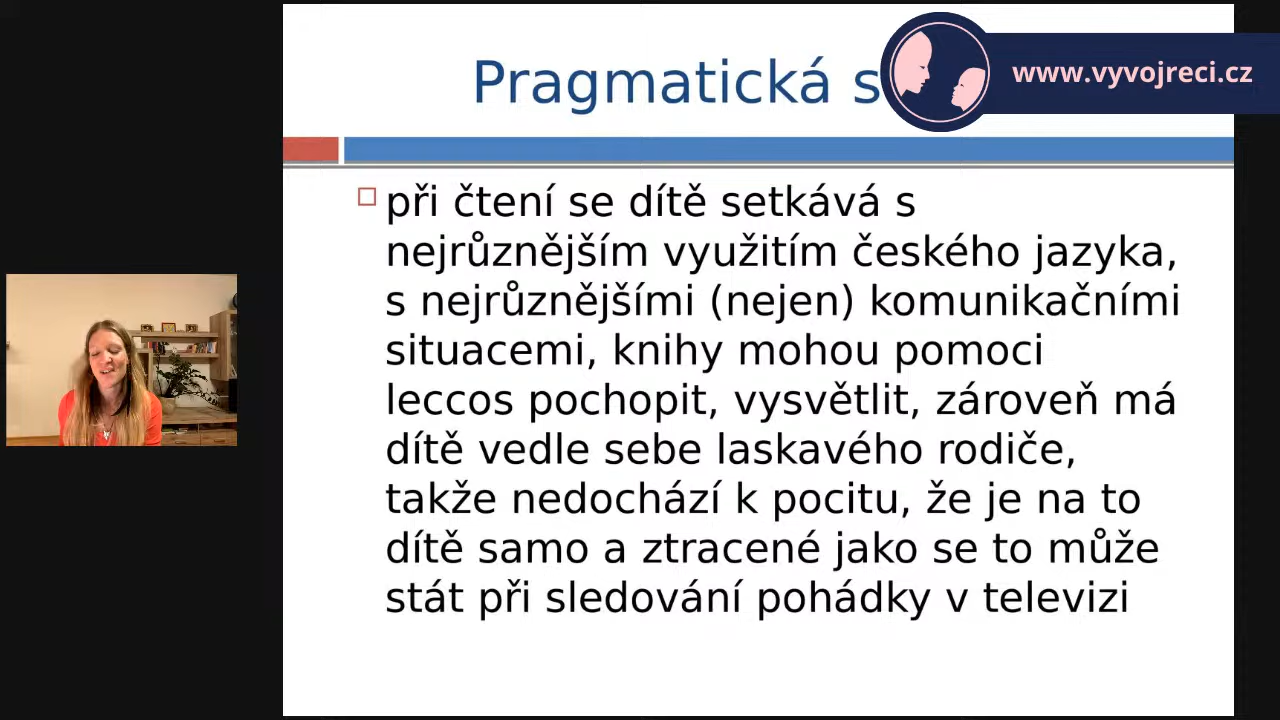 Pragmatická
www.vyvojreci.cz
při čtení se dítě setkává s
nejrůznějším využitím českého jazyka,
s nejrůznějšími (nejen) komunikačními
situacemi, knihy mohou pomoci
leccos pochopit, vysvětlit, zároveň má
dítě vedle sebe laskavého rodiče,
takže nedochází k pocitu, že je na to
dítě samo a ztracené jako se to může
stát při sledování pohádky v televizi